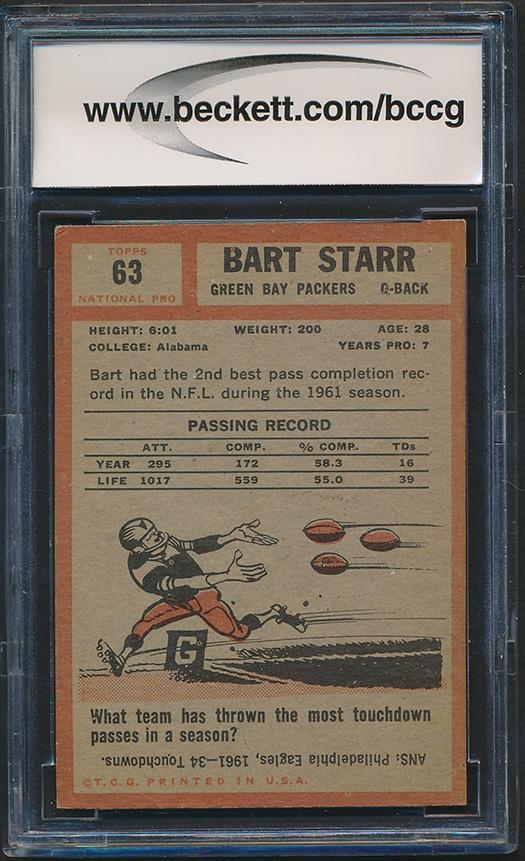 www.beckett.com/bccg
TOPPS
63
NATIONAL PRO
BART STARR
GREEN BAY PACKERS Q-BACK
HEIGHT: 6:01 WEIGHT: 200 AGE: 28
COLLEGE: Alabama YEARS PRO: 7
Bart had the 2nd best pass completion rec-
ord in the N.F.L. during the 1961 season.
PASSING RECORD
ATT. COMP. % COMP. TDs
YEAR 295 172 58.3 16
LIFE 1017 559 55.0 39
G
What team has thrown the most touchdown
passes in a season?
ANS: Philadelphia Eagles, 1961—34 Touchdowns.
©T.C.G. PRINTED IN U.S.A.